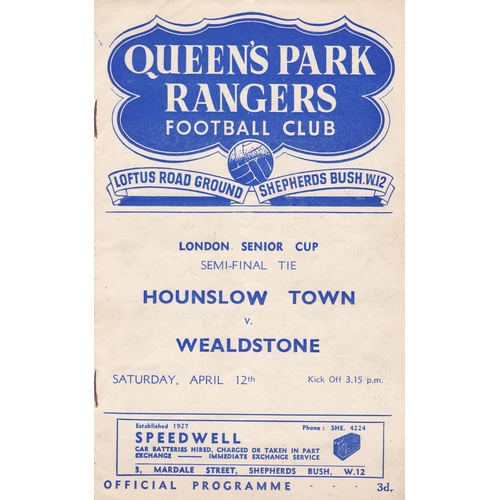 QUEEN'S PARK
RANGERS
FOOTBALL CLUB
LOFTUS ROAD GROUND SHEPHERDS BUSH.W.12
LONDON SENIOR CUP
SEMI-FINAL TIE
HOUNSLOW TOWN
v.
WEALDSTONE
SATURDAY, APRIL 12th Kick Off 3.15 p.m.
Established 1927 Phone : SHE. 4224
SPEEDWELL
CAR BATTERIES HIRED, CHARGED OR TAKEN IN PART
EXCHANGE — IMMEDIATE EXCHANGE SERVICE
3, MARDALE STREET, SHEPHERDS BUSH, W.12
OFFICIAL PROGRAMME - - - - 3d.